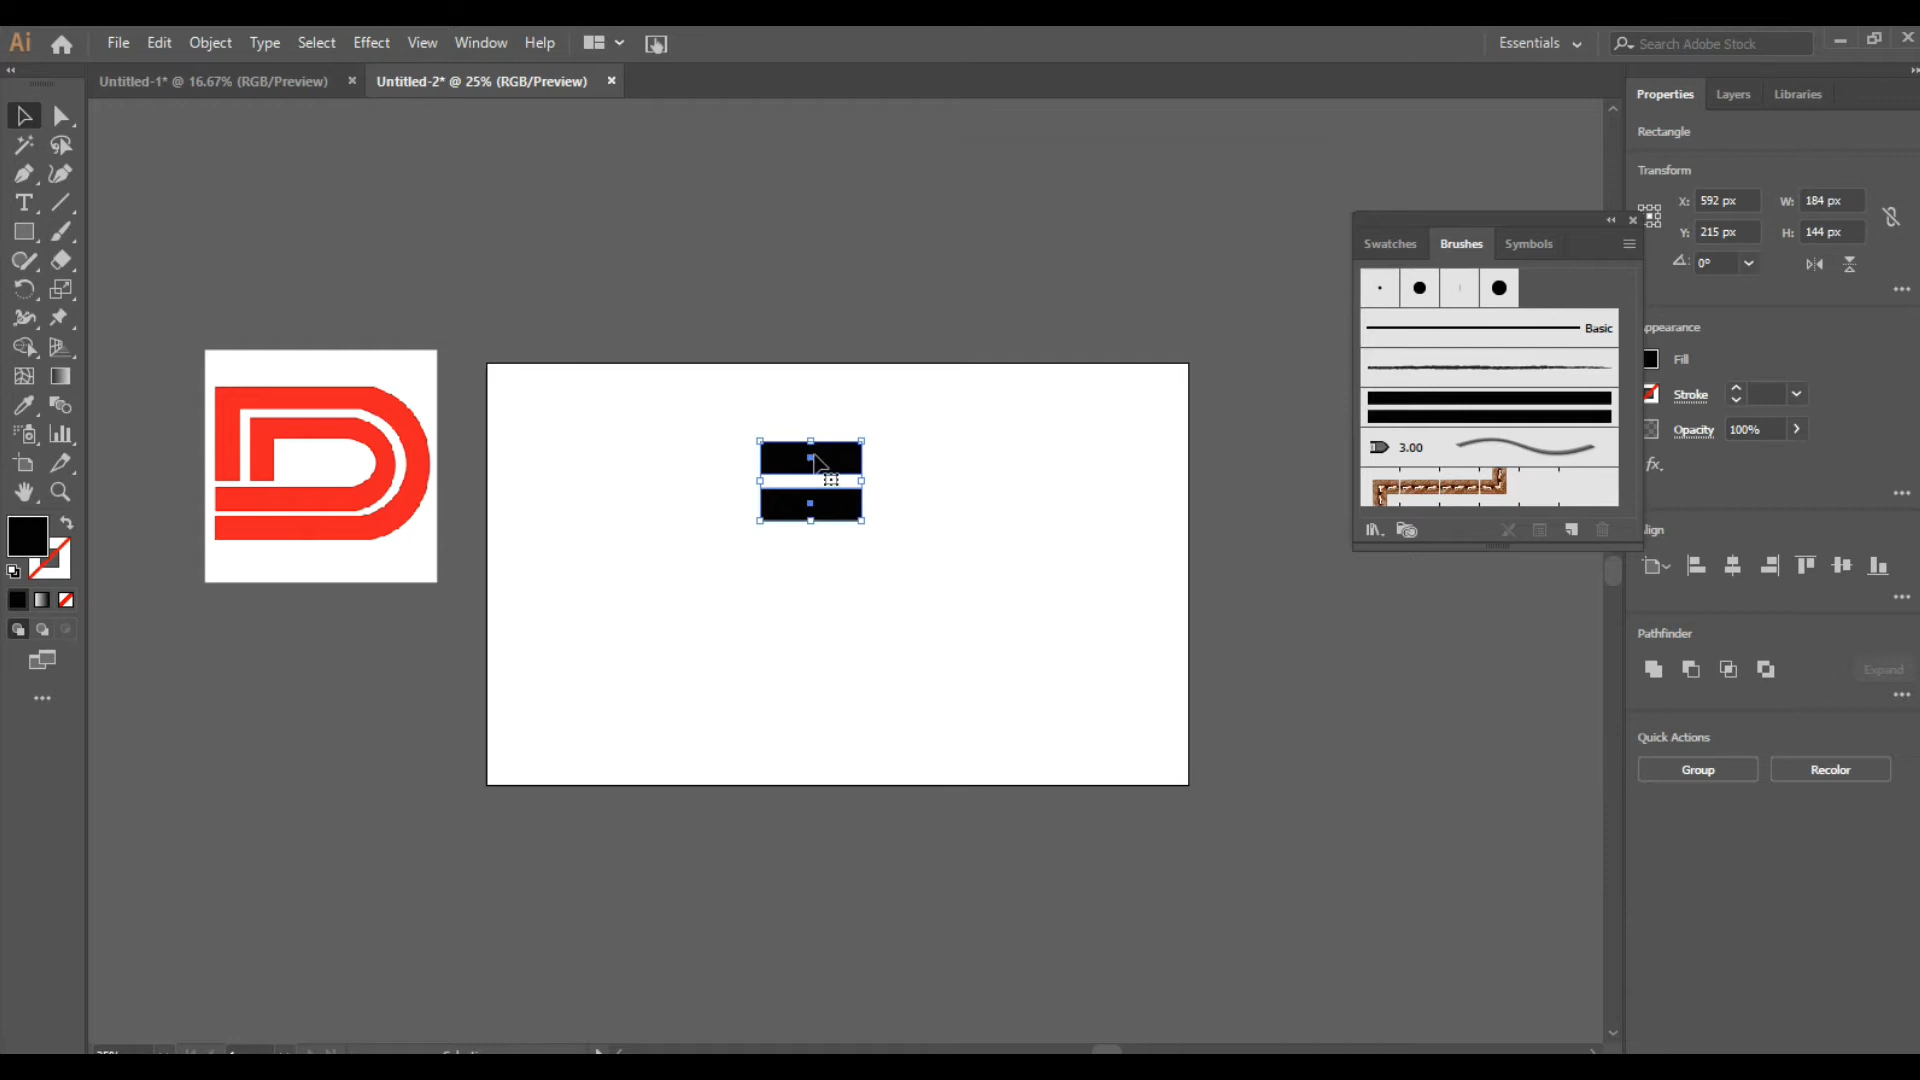 Ai File Edit Object Type Select Effect View Window Help Essentials Search Adobe Stock
Untitled-1* @ 16.67% (RGB/Preview) × Untitled-2* @ 25% (RGB/Preview) ×
Properties Layers Libraries
Rectangle
Transform
X: 592 px W: 184 px
Y: 215 px H: 144 px
0°
Swatches Brushes Symbols
Basic
3.00
Appearance
Fill
Stroke
Opacity 100%
fx.
Align
Pathfinder
Expand
Quick Actions
Group Recolor